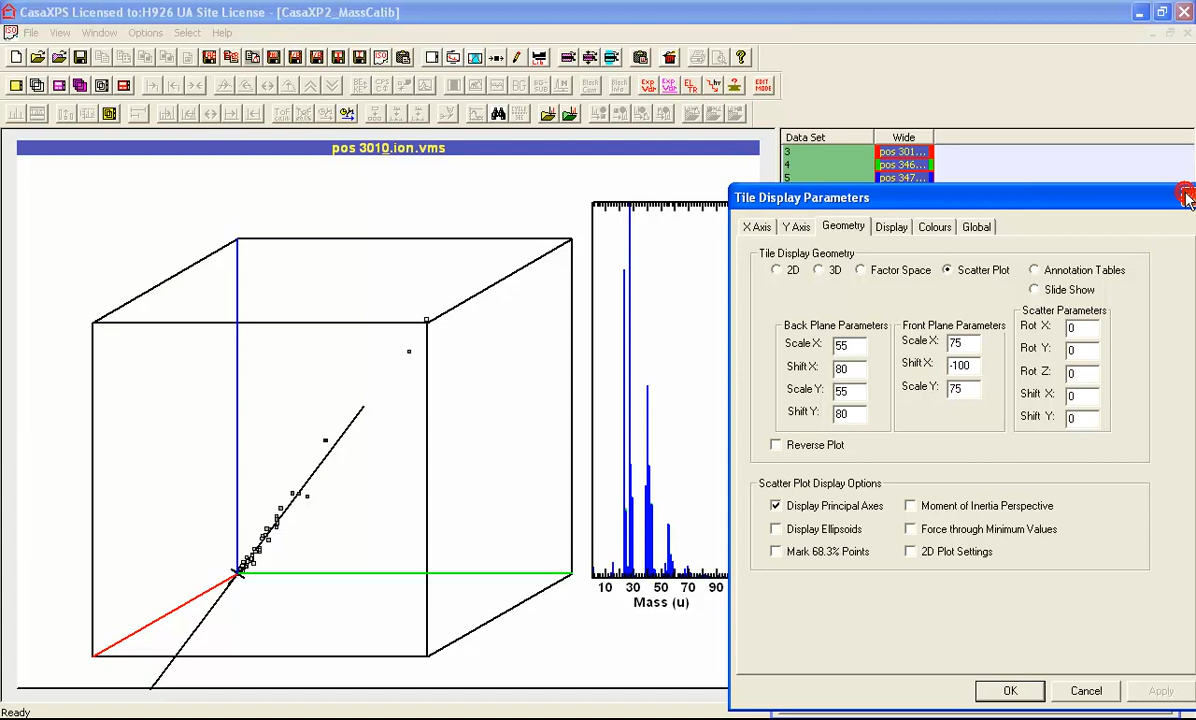 CasaXPS Licensed to:H926 UA Site License - [CasaXP2_MassCalib]
File View Window Options Select Help
pos 3010.ion.vms
Data Set Wide
3 pos 301...
4 pos 346...
5 pos 347...
Tile Display Parameters
X Axis Y Axis Geometry Display Colours Global
Tile Display Geometry
2D 3D Factor Space Scatter Plot Annotation Tables
Slide Show
Back Plane Parameters
Scale X: 55
Shift X: 80
Scale Y: 55
Shift Y: 80
Front Plane Parameters
Scale X: 75
Shift X: -100
Scale Y: 75
Scatter Parameters
Rot X: 0
Rot Y: 0
Rot Z: 0
Shift X: 0
Shift Y: 0
Reverse Plot
Scatter Plot Display Options
Display Principal Axes Moment of Inertia Perspective
Display Ellipsoids Force through Minimum Values
Mark 68.3% Points 2D Plot Settings
10 30 50 70 90
Mass (u)
OK Cancel Apply
Ready